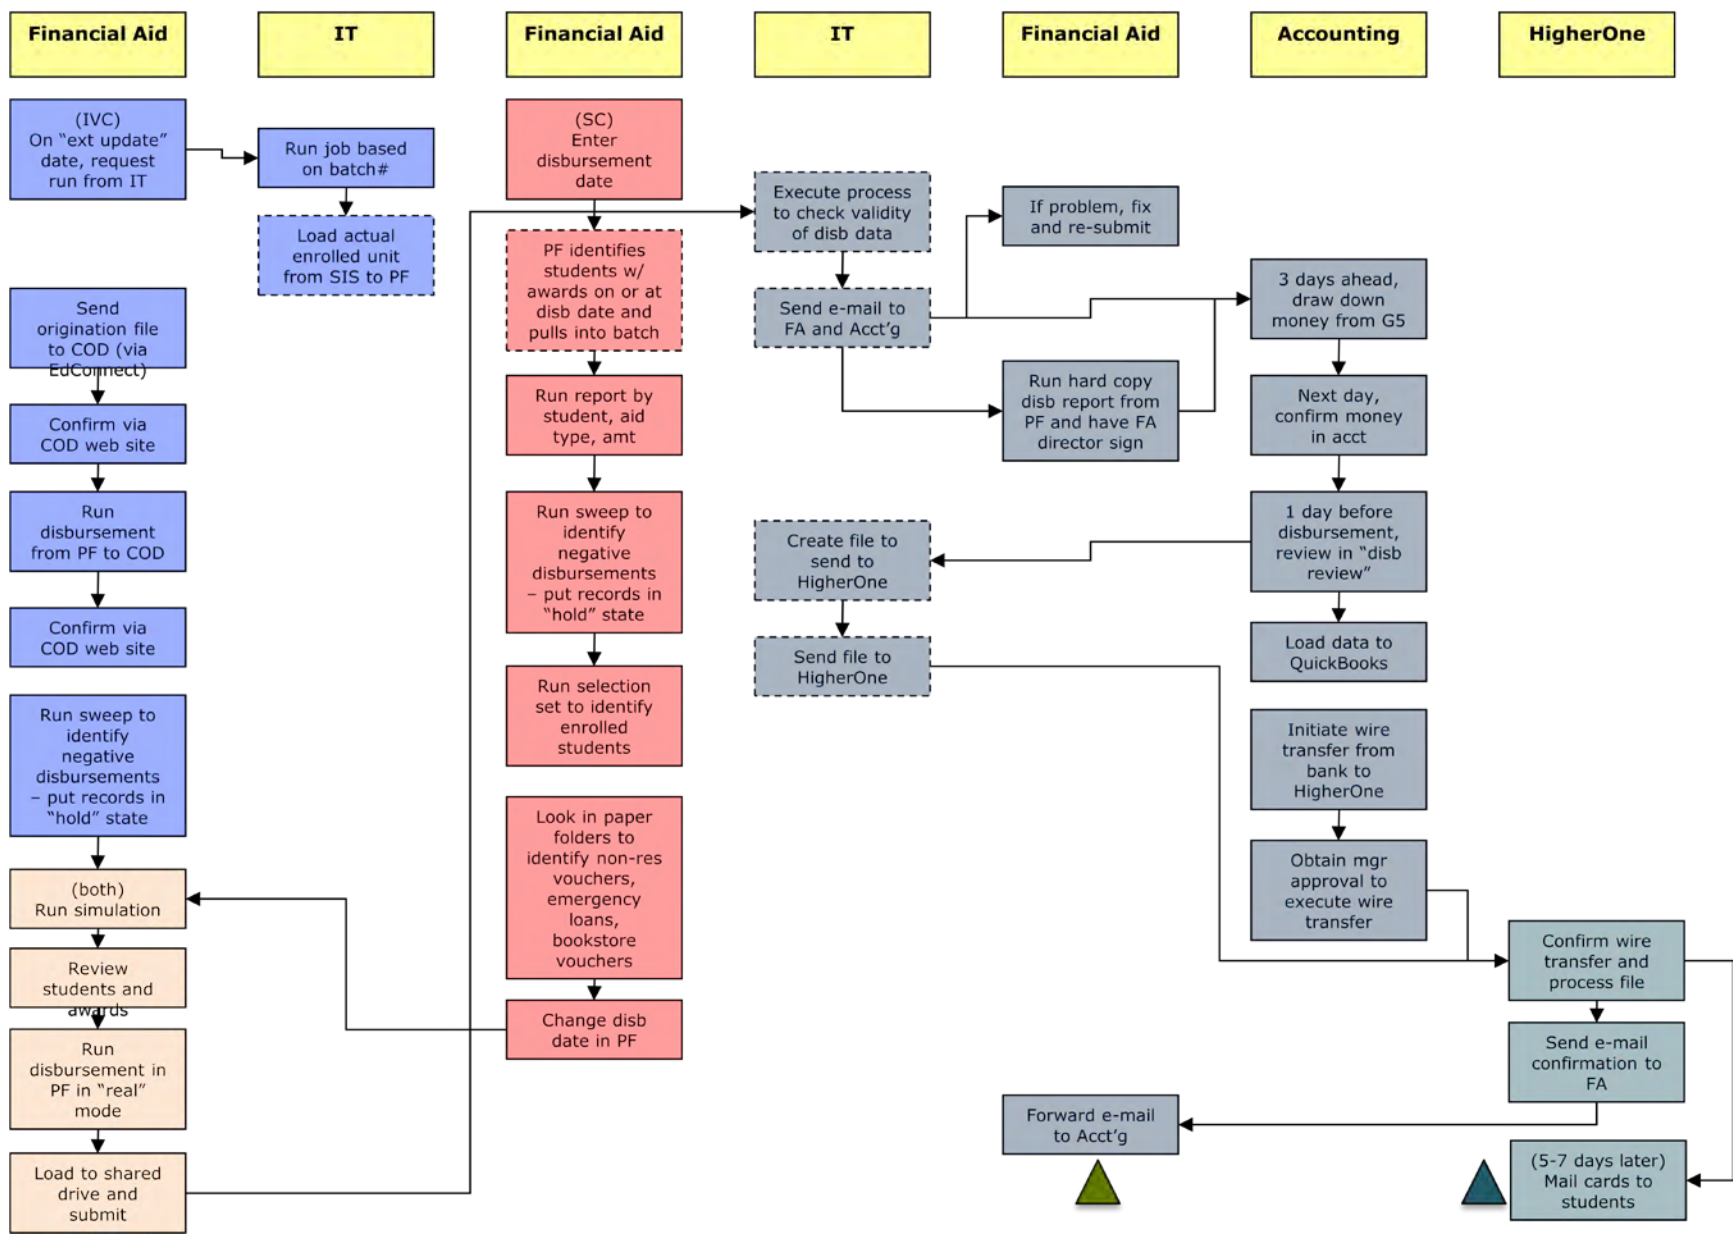 Financial Aid
IT
Financial Aid
IT
Financial Aid
Accounting
HigherOne
(IVC)
On “ext update”
date, request
run from IT
Send
origination file
to COD (via
EdConnect)
Confirm via
COD web site
Run
disbursement
from PF to COD
Confirm via
COD web site
Run sweep to
identify
negative
disbursements
– put records in
“hold” state
(both)
Run simulation
Review
students and
awards
Run
disbursement in
PF in “real”
mode
Load to shared
drive and
submit
Run job based
on batch#
Load actual
enrolled unit
from SIS to PF
(SC)
Enter
disbursement
date
PF identifies
students w/
awards on or at
disb date and
pulls into batch
Run report by
student, aid
type, amt
Run sweep to
identify
negative
disbursements
– put records in
“hold” state
Run selection
set to identify
enrolled
students
Look in paper
folders to
identify non-res
vouchers,
emergency
loans,
bookstore
vouchers
Change disb
date in PF
Execute process
to check validity
of disb data
Send e-mail to
FA and Acct’g
Create file to
send to
HigherOne
Send file to
HigherOne
If problem, fix
and re-submit
Run hard copy
disb report from
PF and have FA
director sign
Forward e-mail
to Acct’g
3 days ahead,
draw down
money from G5
Next day,
confirm money
in acct
1 day before
disbursement,
review in “disb
review”
Load data to
QuickBooks
Initiate wire
transfer from
bank to
HigherOne
Obtain mgr
approval to
execute wire
transfer
Confirm wire
transfer and
process file
Send e-mail
confirmation to
FA
(5-7 days later)
Mail cards to
students